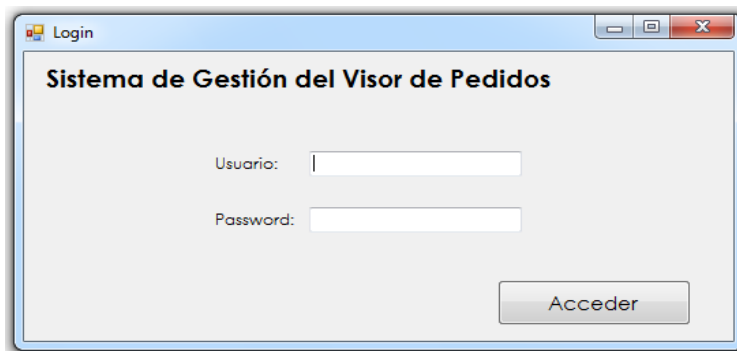 Login
Sistema de Gestión del Visor de Pedidos
Usuario:
Password:
Acceder